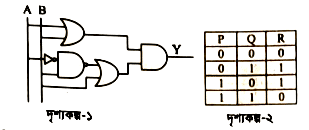 A B
Y
দৃশ্যকল্প-১
P Q R
0 0 0
0 1 1
1 0 1
1 1 0
দৃশ্যকল্প-২